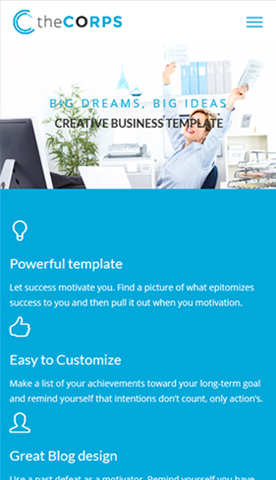 theCORPS
BIG DREAMS, BIG IDEAS
CREATIVE BUSINESS TEMPLATE
Powerful template
Let success motivate you. Find a picture of what epitomizes
success to you and then pull it out when you motivation.
Easy to Customize
Make a list of your achievements toward your long-term goal
and remind yourself that intentions don't count, only action's.
Great Blog design
Use a past defeat as a motivator. Remind yourself you have